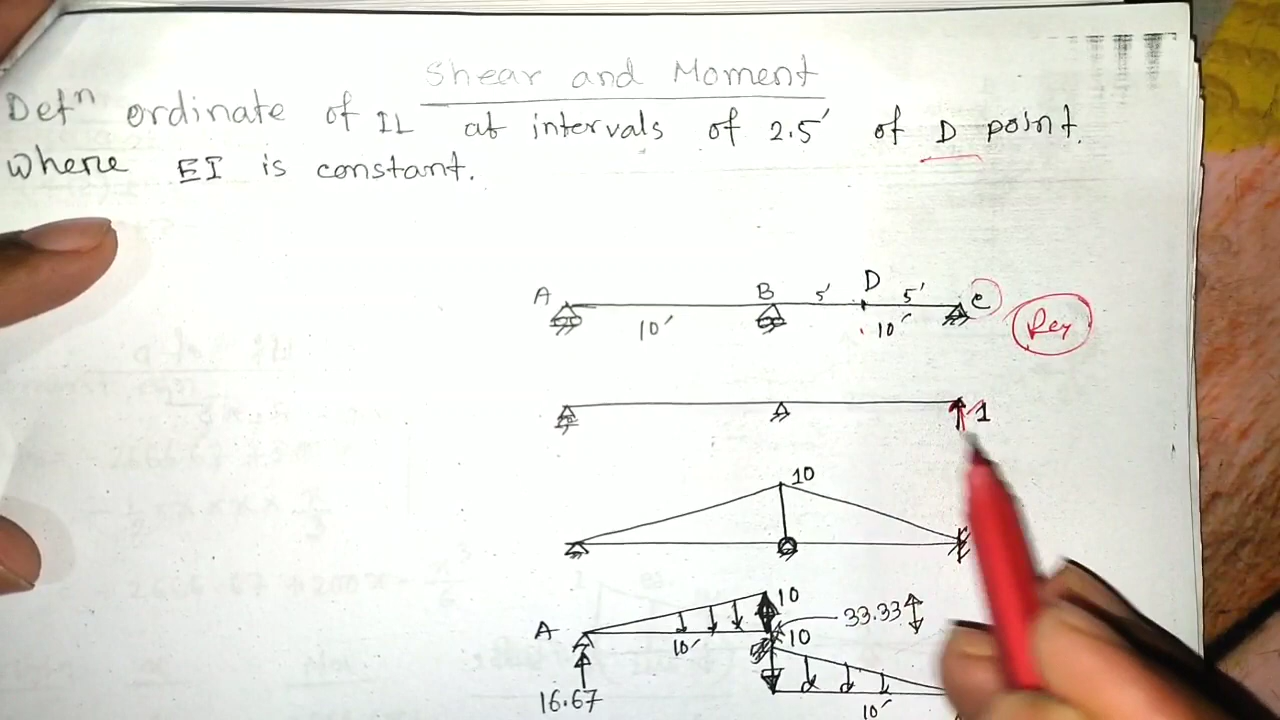 Shear and Moment
Detⁿ ordinate of IL at intervals of 2.5′ of D point.
where EI is constant.
A B 5′ D 5′ e
10′ 10′
Rey
1
10
10
A 10 33.33
10′
16.67
10′